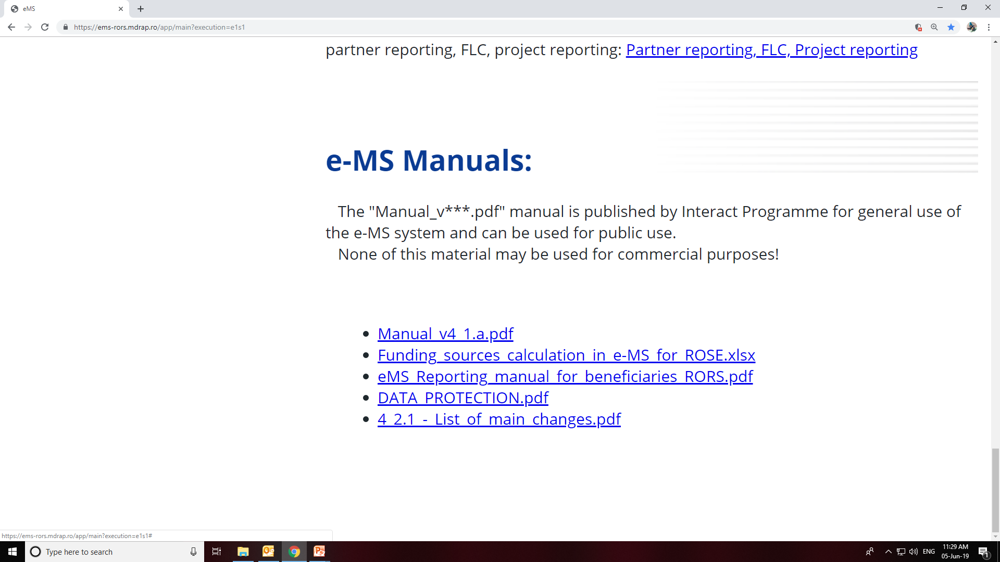 eMS
https://ems-rors.mdrap.ro/app/main?execution=e1s1
partner reporting, FLC, project reporting: Partner reporting, FLC, Project reporting
e-MS Manuals:
The "Manual_v***.pdf" manual is published by Interact Programme for general use of
the e-MS system and can be used for public use.
None of this material may be used for commercial purposes!
Manual_v4_1.a.pdf
Funding_sources_calculation_in_e-MS_for_ROSE.xlsx
eMS_Reporting_manual_for_beneficiaries_RORS.pdf
DATA_PROTECTION.pdf
4_2.1_-_List_of_main_changes.pdf
https://ems-rors.mdrap.ro/app/main?execution=e1s1#
Type here to search
ENG
11:29 AM
05-Jun-19
1